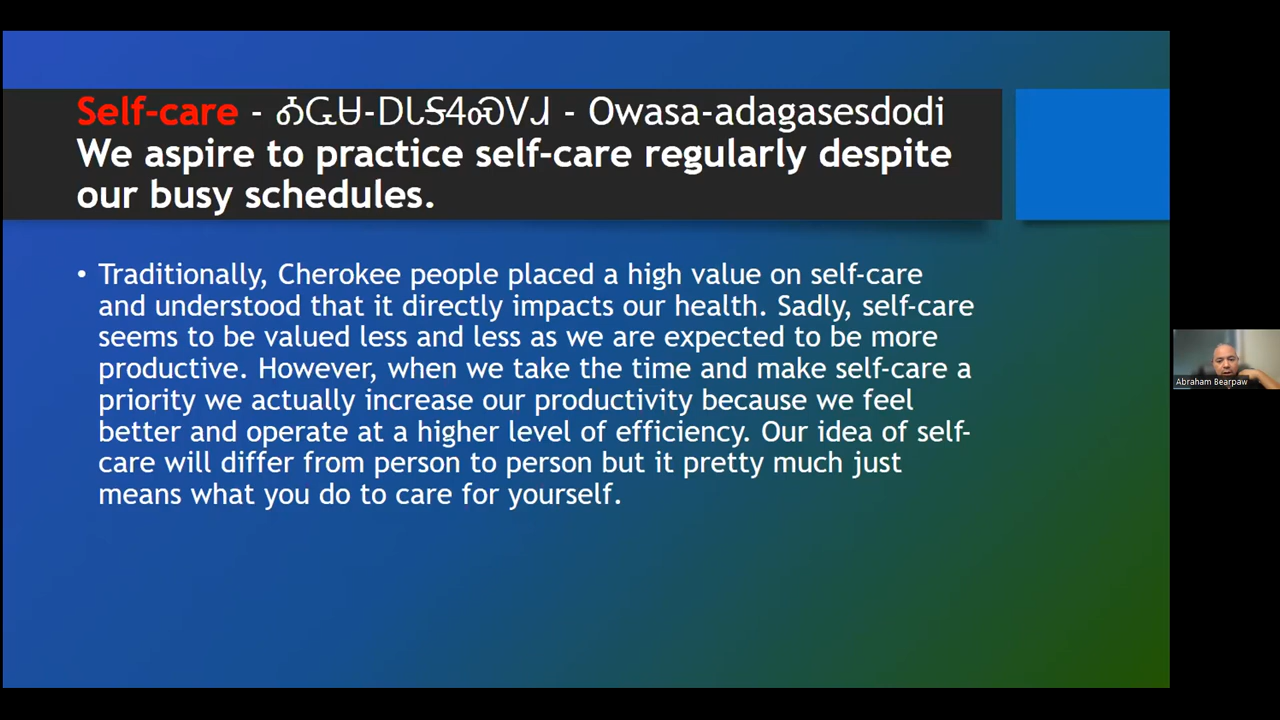 Self-care - ᎣᏩᏌ-ᎠᏓᎦᏎᏍᏙᏗ - Owasa-adagasesdodi
We aspire to practice self-care regularly despite
our busy schedules.
• Traditionally, Cherokee people placed a high value on self-care
and understood that it directly impacts our health. Sadly, self-care
seems to be valued less and less as we are expected to be more
productive. However, when we take the time and make self-care a
priority we actually increase our productivity because we feel
better and operate at a higher level of efficiency. Our idea of self-
care will differ from person to person but it pretty much just
means what you do to care for yourself.
Abraham Bearpaw